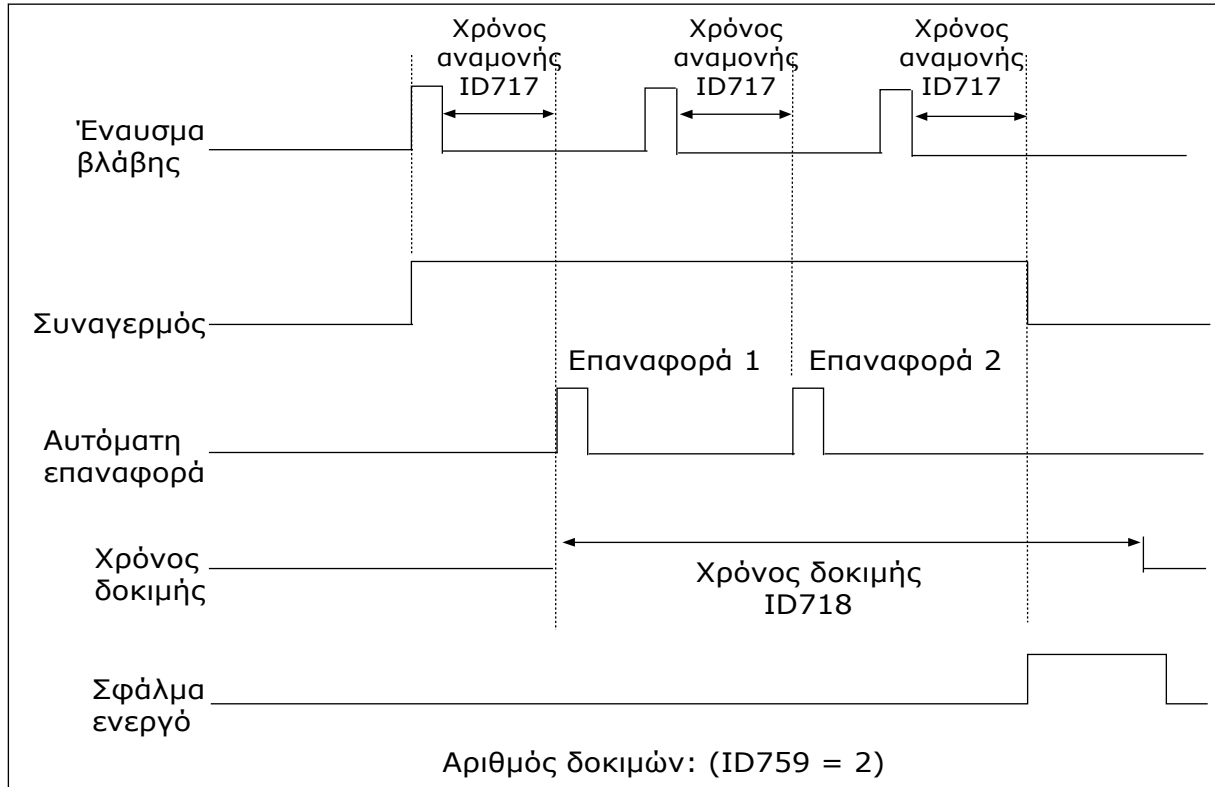 Χρόνος
αναμονής
ID717
Χρόνος
αναμονής
ID717
Χρόνος
αναμονής
ID717
Έναυσμα
βλάβης
Συναγερμός
Επαναφορά 1
Επαναφορά 2
Αυτόματη
επαναφορά
Χρόνος
δοκιμής
Χρόνος δοκιμής
ID718
Σφάλμα
ενεργό
Αριθμός δοκιμών: (ID759 = 2)